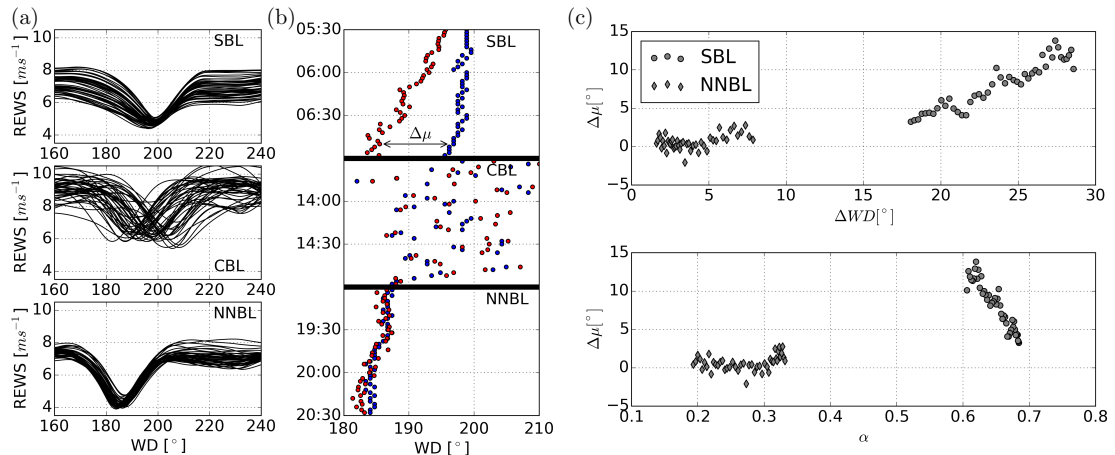 (a)
REWS [ms⁻¹]
10
8
6
4
SBL
160 180 200 220 240
REWS [ms⁻¹]
10
8
6
4
CBL
160 180 200 220 240
REWS [ms⁻¹]
10
8
6
4
NNBL
160 180 200 220 240
WD [°]
(b)
05:30
06:00
06:30
14:00
14:30
19:30
20:00
20:30
SBL
Δμ
CBL
NNBL
180 190 200 210
WD [°]
(c)
Δμ[°]
15
10
5
0
−5
SBL
NNBL
0 5 10 15 20 25 30
ΔWD[°]
Δμ[°]
15
10
5
0
−5
0.1 0.2 0.3 0.4 0.5 0.6 0.7 0.8
α